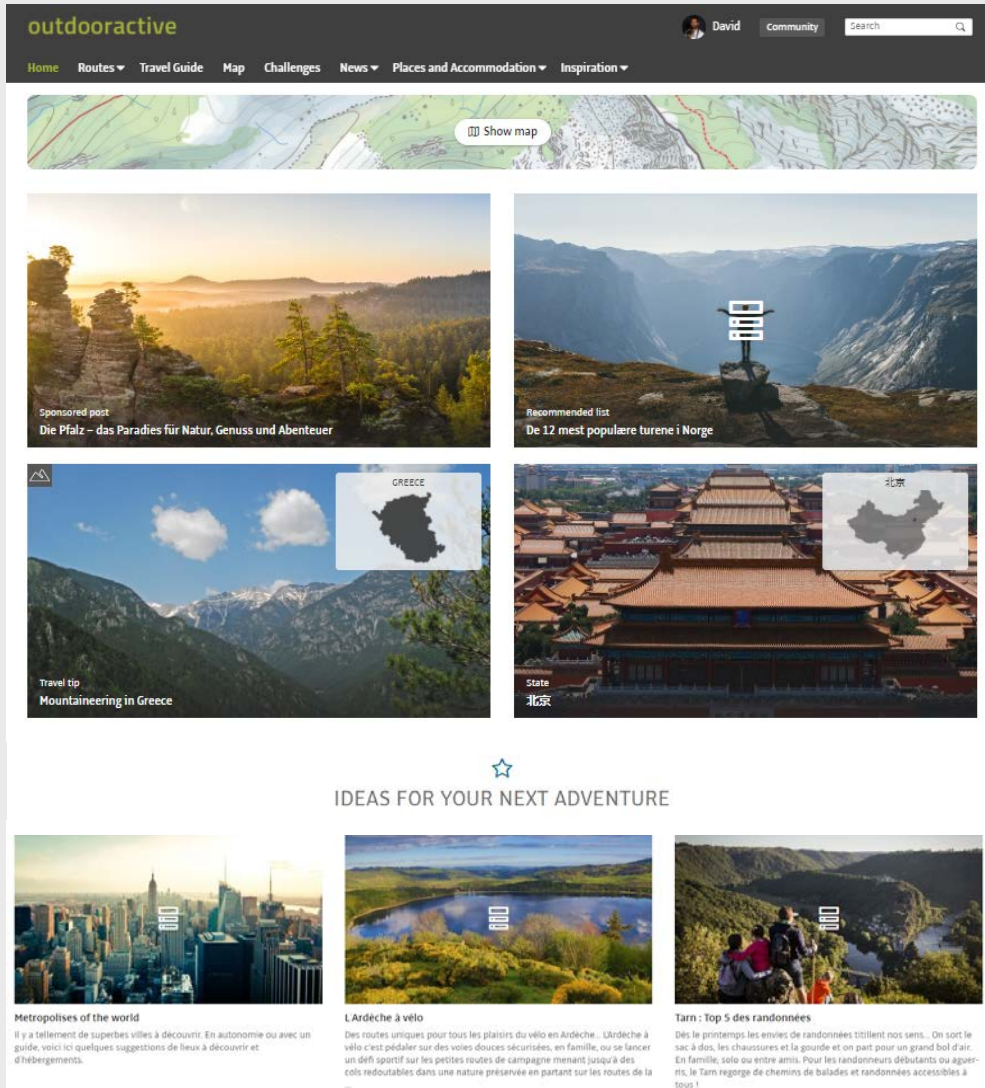 outdooractive
David
Community
Search
Home Routes Travel Guide Map Challenges News Places and Accommodation Inspiration
Show map
Sponsored post
Die Pfalz – das Paradies für Natur, Genuss und Abenteuer
Recommended list
De 12 mest populære turene i Norge
GREECE
Travel tip
Mountaineering in Greece
北京
State
北京
IDEAS FOR YOUR NEXT ADVENTURE
Metropolises of the world
Il y a tellement de superbes villes à découvrir. En autonomie ou avec un
guide, voici ici quelques suggestions de lieux à découvrir et
d'hébergements.
L'Ardèche à vélo
Des routes uniques pour tous les plaisirs du vélo en Ardèche... L'Ardèche à
vélo c'est pédaler sur des voies douces sécurisées, en famille, ou se lancer
un défi sportif sur les petites routes de campagne menant jusqu'à des
cols redoutables dans une nature préservée en partant sur les routes de la
...
Tarn : Top 5 des randonnées
Dès le printemps les envies de randonnées titillent nos sens... On sort le
sac à dos, les chaussures et la gourde et on part pour un grand bol d'air.
En famille, solo ou entre amis. Pour les randonneurs débutants ou aguer-
ris, le Tarn regorge de chemins de balades et randonnées accessibles à
tous !